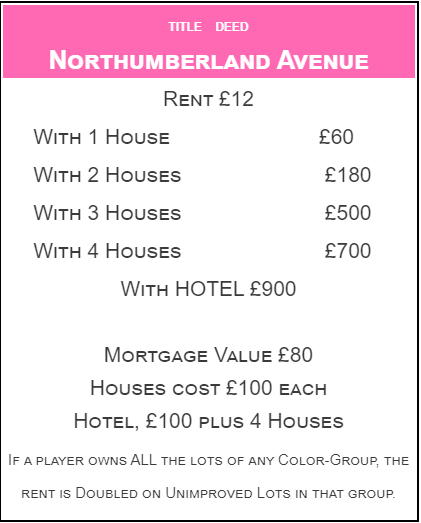 TITLE DEED
NORTHUMBERLAND AVENUE
RENT £12
WITH 1 HOUSE £60
WITH 2 HOUSES £180
WITH 3 HOUSES £500
WITH 4 HOUSES £700
WITH HOTEL £900
MORTGAGE VALUE £80
HOUSES COST £100 EACH
HOTEL, £100 PLUS 4 HOUSES
IF A PLAYER OWNS ALL THE LOTS OF ANY COLOR-GROUP, THE
RENT IS DOUBLED ON UNIMPROVED LOTS IN THAT GROUP.